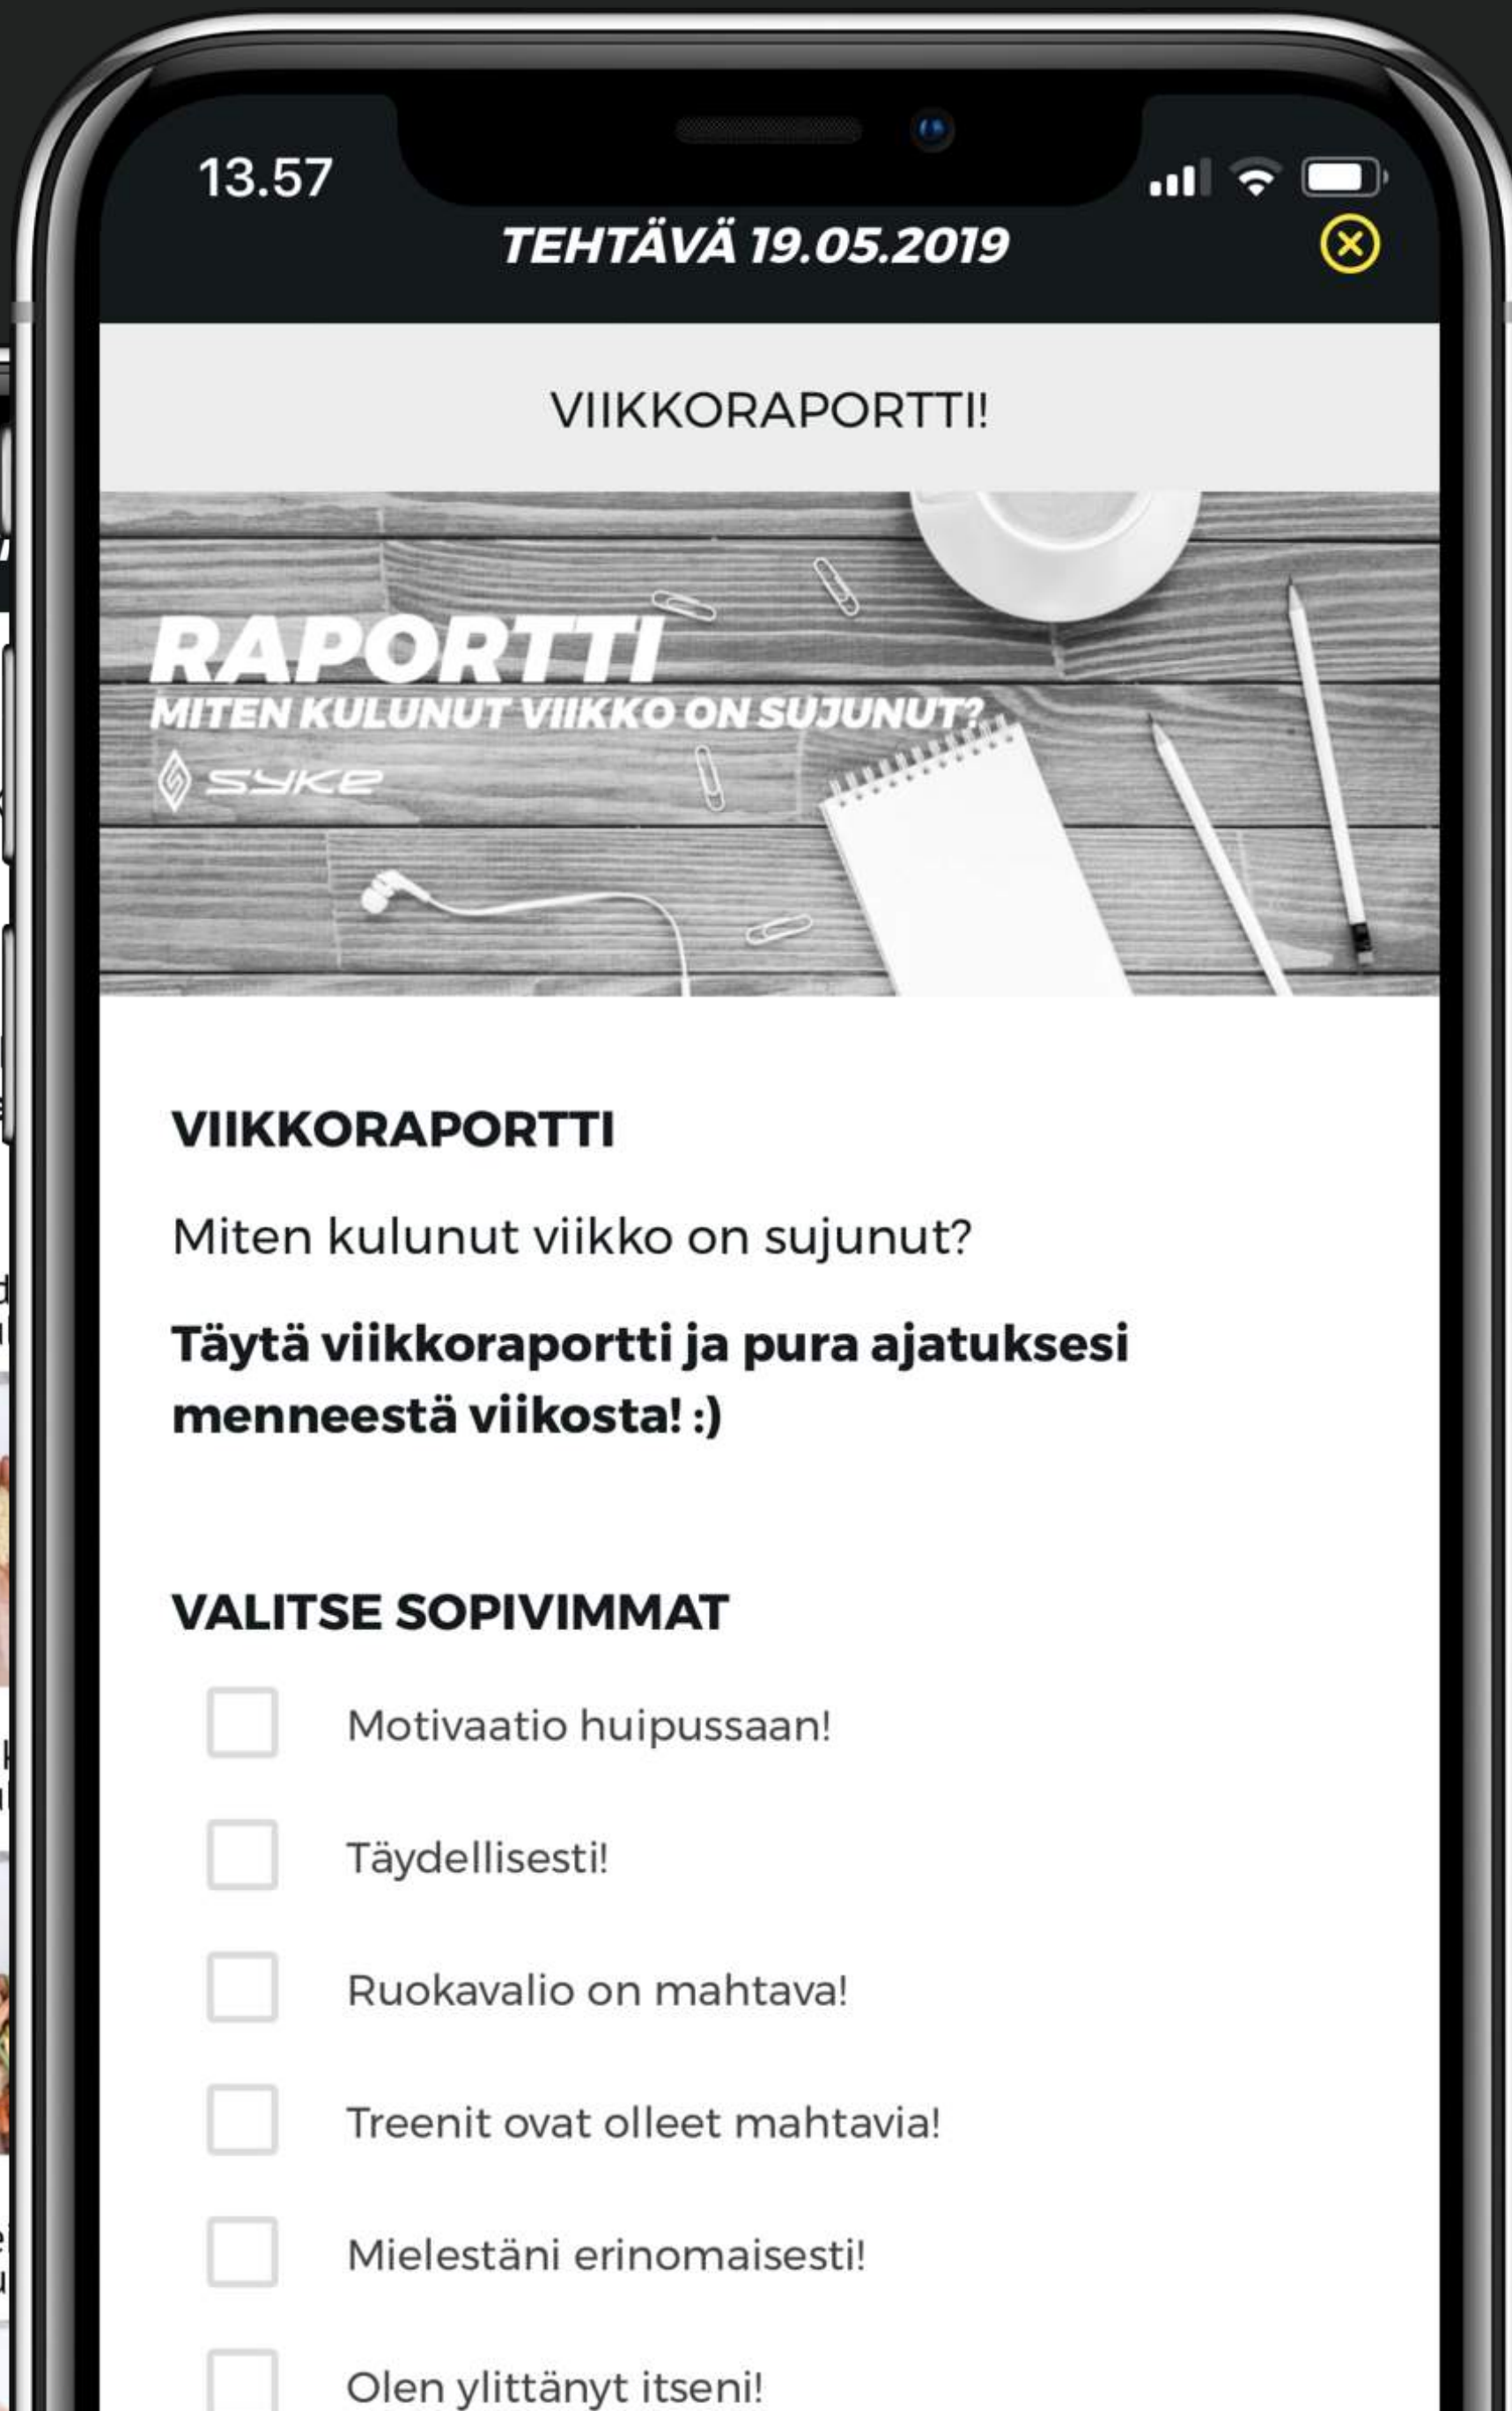 13.57
TEHTÄVÄ 19.05.2019
VIIKKORAPORTTI!
RAPORTTI
MITEN KULUNUT VIIKKO ON SUJUNUT?
SYKE
VIIKKORAPORTTI
Miten kulunut viikko on sujunut?
Täytä viikkoraportti ja pura ajatuksesi
menneestä viikosta! :)
VALITSE SOPIVIMMAT
Motivaatio huipussaan!
Täydellisesti!
Ruokavalio on mahtava!
Treenit ovat olleet mahtavia!
Mielestäni erinomaisesti!
Olen ylittänyt itseni!